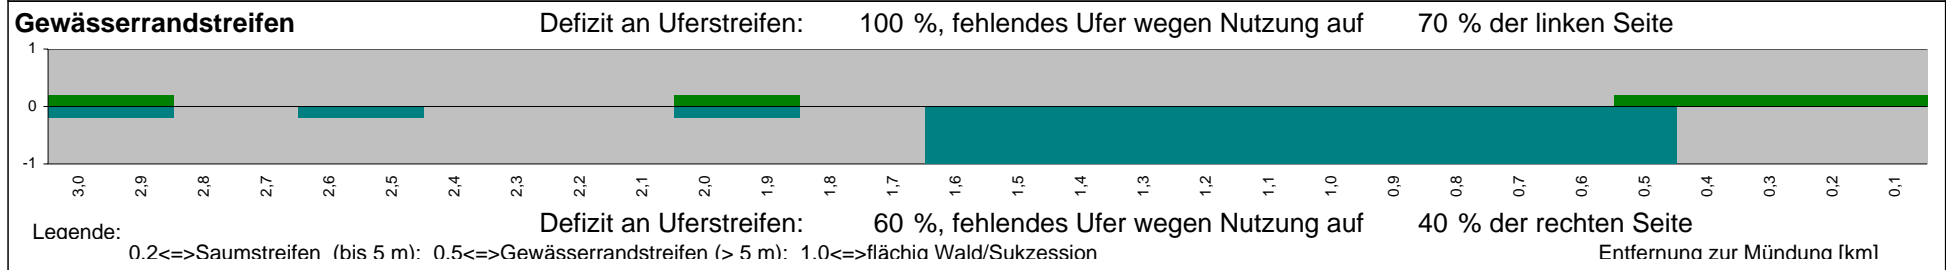 Gewässerrandstreifen Defizit an Uferstreifen: 100 %, fehlendes Ufer wegen Nutzung auf 70 % der linken Seite
1
0
-1
3,0 2,9 2,8 2,7 2,6 2,5 2,4 2,3 2,2 2,1 2,0 1,9 1,8 1,7 1,6 1,5 1,4 1,3 1,2 1,1 1,0 0,9 0,8 0,7 0,6 0,5 0,4 0,3 0,2 0,1
Defizit an Uferstreifen: 60 %, fehlendes Ufer wegen Nutzung auf 40 % der rechten Seite
Legende:
0,2<=>Saumstreifen (bis 5 m); 0,5<=>Gewässerrandstreifen (> 5 m); 1,0<=>flächig Wald/Sukzession Entfernung zur Mündung [km]